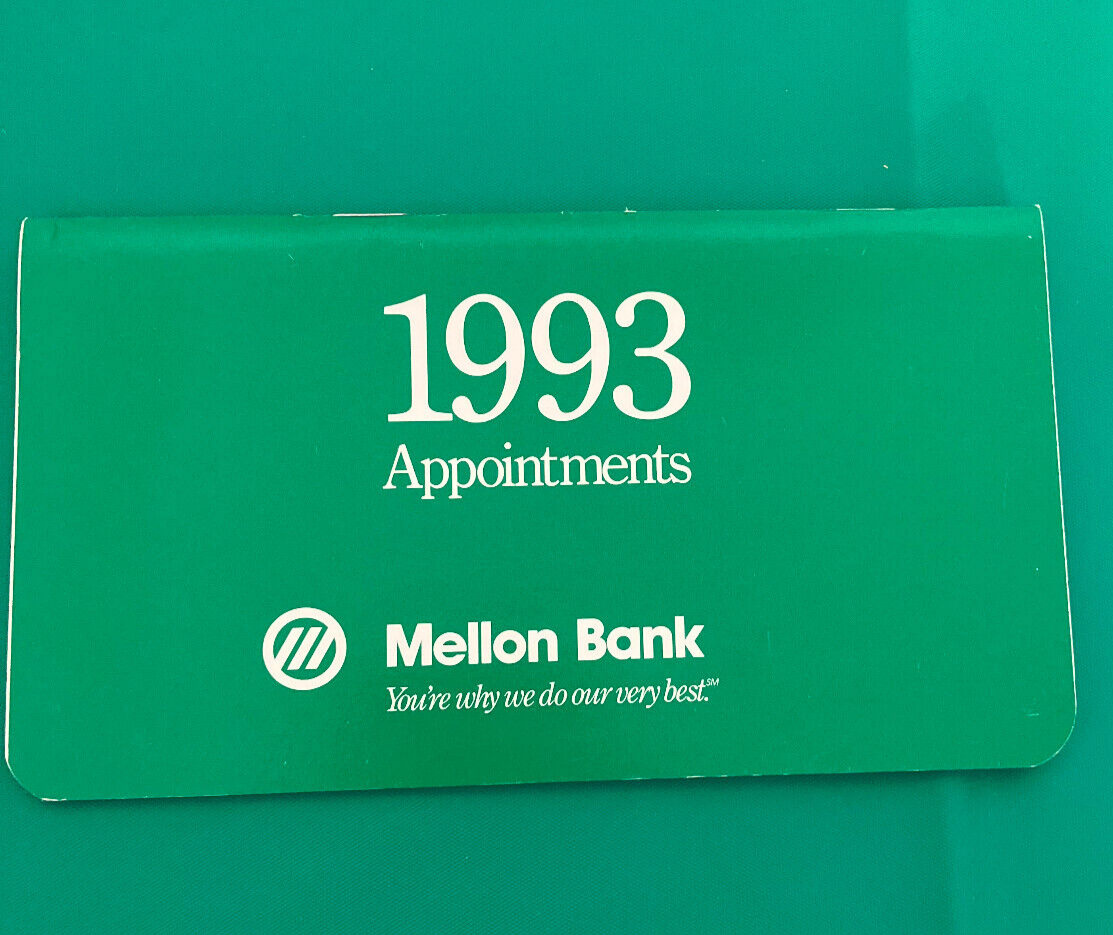 1993
Appointments
Mellon Bank
You're why we do our very best.℠